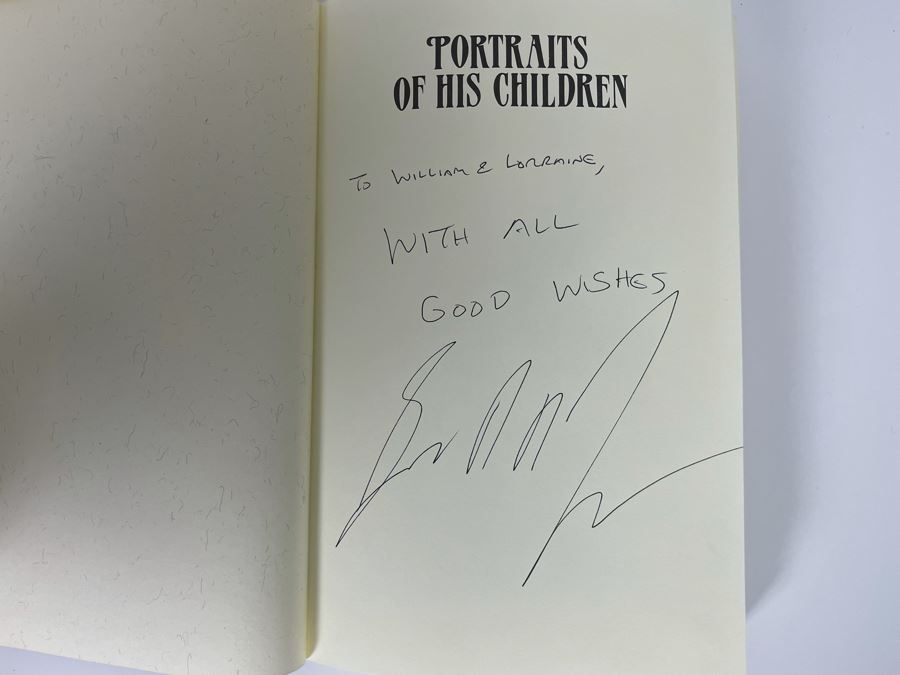 PORTRAITS
OF HIS CHILDREN
TO WILLIAM & LORRAINE,
WITH ALL
GOOD WISHES